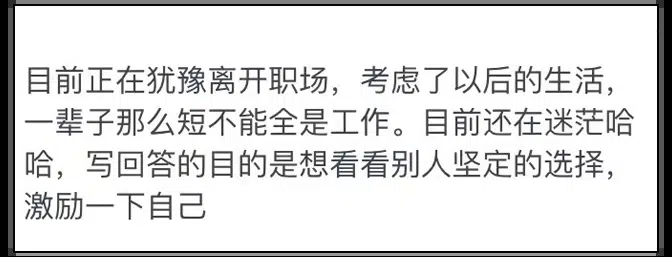 目前正在犹豫离开职场，考虑了以后的生活，
一辈子那么短不能全是工作。目前还在迷茫哈
哈，写回答的目的是想看看别人坚定的选择，
激励一下自己